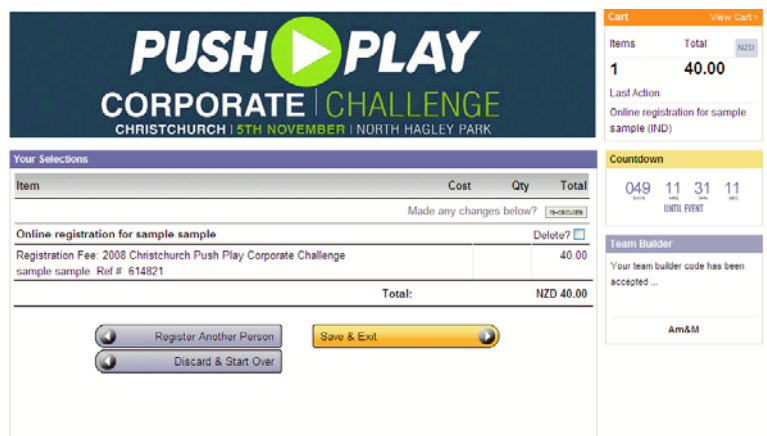 PUSH PLAY
CORPORATE | CHALLENGE
CHRISTCHURCH | 5TH NOVEMBER | NORTH HAGLEY PARK
Your Selections
Item Cost Qty Total
Made any changes below? re-calculate
Online registration for sample sample Delete?
Registration Fee: 2008 Christchurch Push Play Corporate Challenge 40.00
sample sample. Ref #: 614821
Total: NZD 40.00
Register Another Person
Save & Exit
Discard & Start Over
Cart View Cart >
Items Total NZD
1 40.00
Last Action
Online registration for sample
sample (IND)
Countdown
049 11 31 11
DAYS HRS MIN SEC
UNTIL EVENT
Team Builder
Your team builder code has been
accepted ...
Am&M